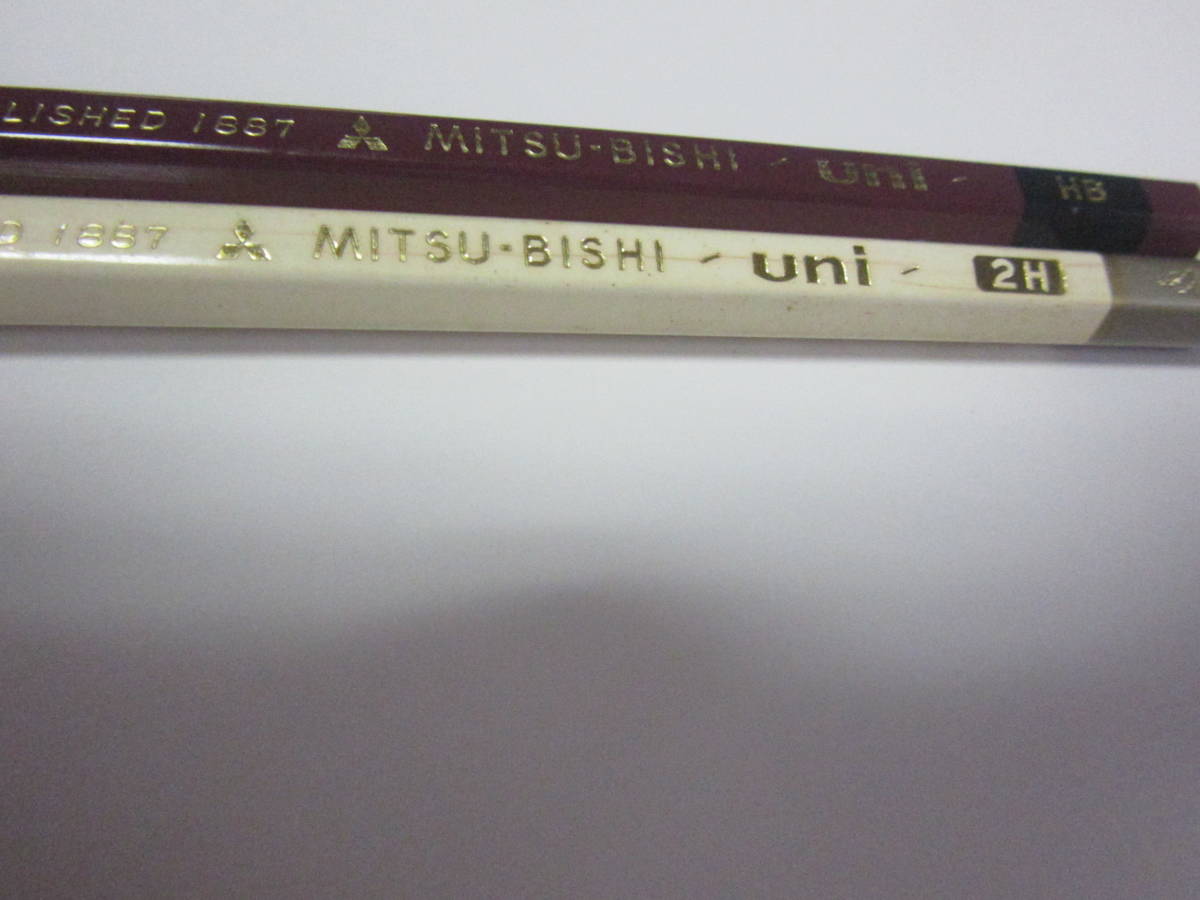 LISHED 1887 MITSU-BISHI - uni - HB
D 1887 MITSU-BISHI - uni - 2H